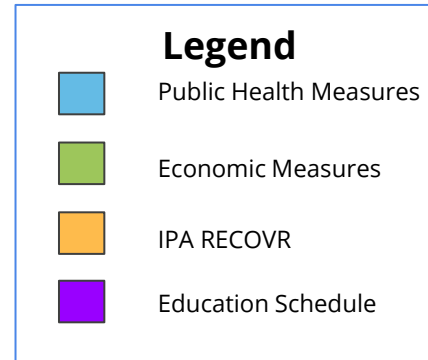 Legend
Public Health Measures
Economic Measures
IPA RECOVR
Education Schedule